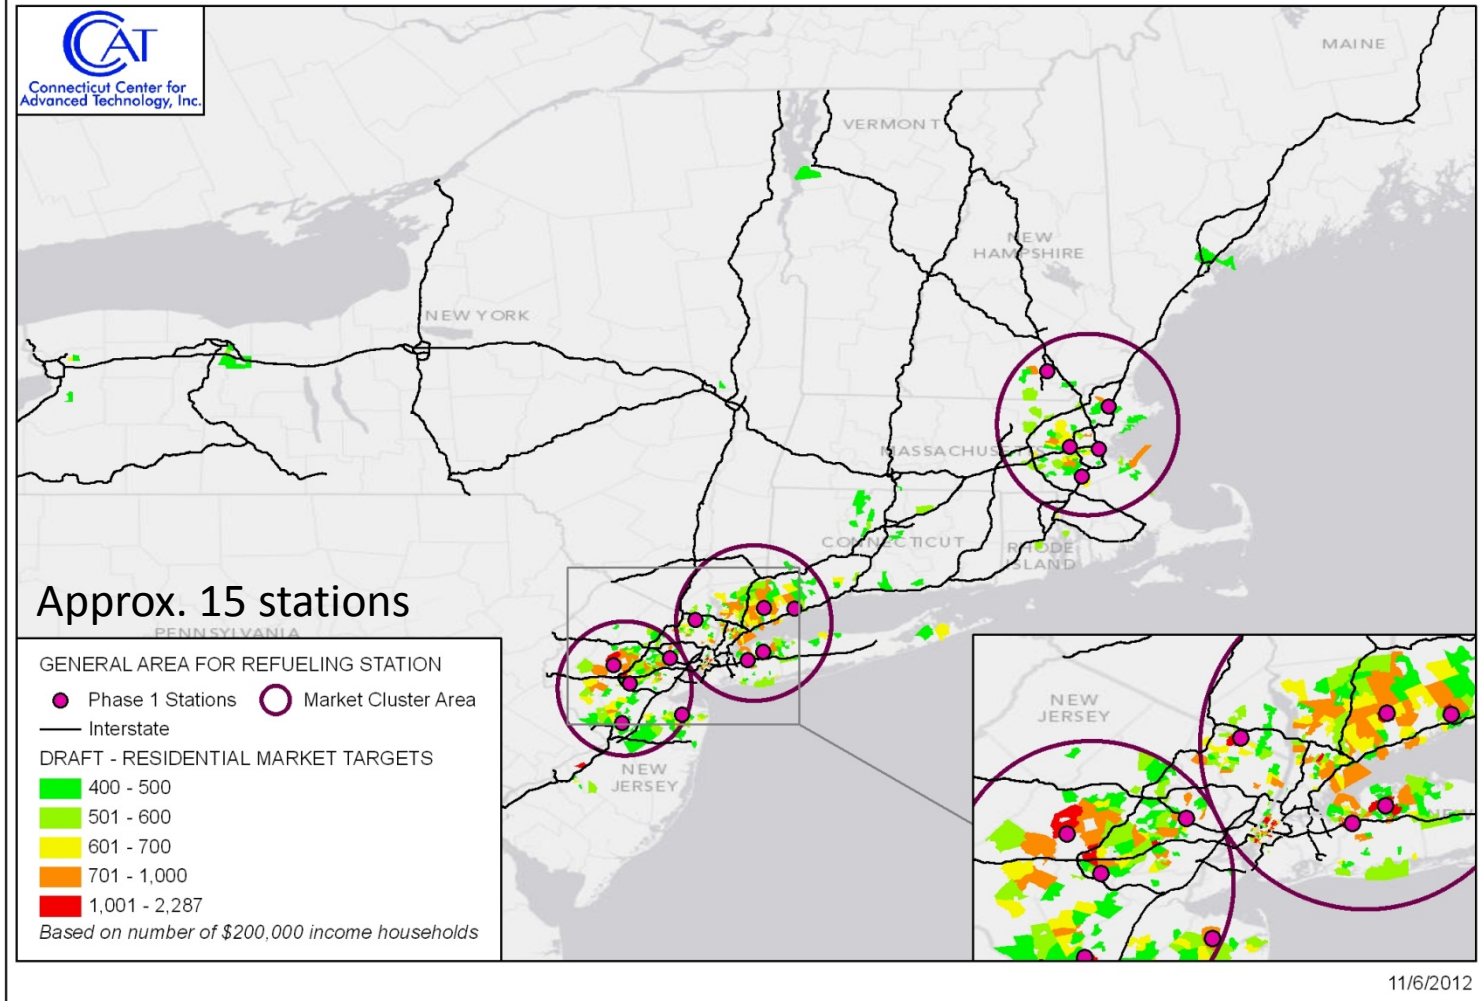 CCAT
Connecticut Center for
Advanced Technology, Inc.
MAINE
VERMONT
NEW
HAMPSHIRE
NEW YORK
MASSACHUSETTS
CONNECTICUT
RHODE
ISLAND
Approx. 15 stations
PENNSYLVANIA
GENERAL AREA FOR REFUELING STATION
Phase 1 Stations
Market Cluster Area
Interstate
DRAFT - RESIDENTIAL MARKET TARGETS
400 - 500
501 - 600
601 - 700
701 - 1,000
1,001 - 2,287
Based on number of $200,000 income households
NEW
JERSEY
NEW
JERSEY
11/6/2012